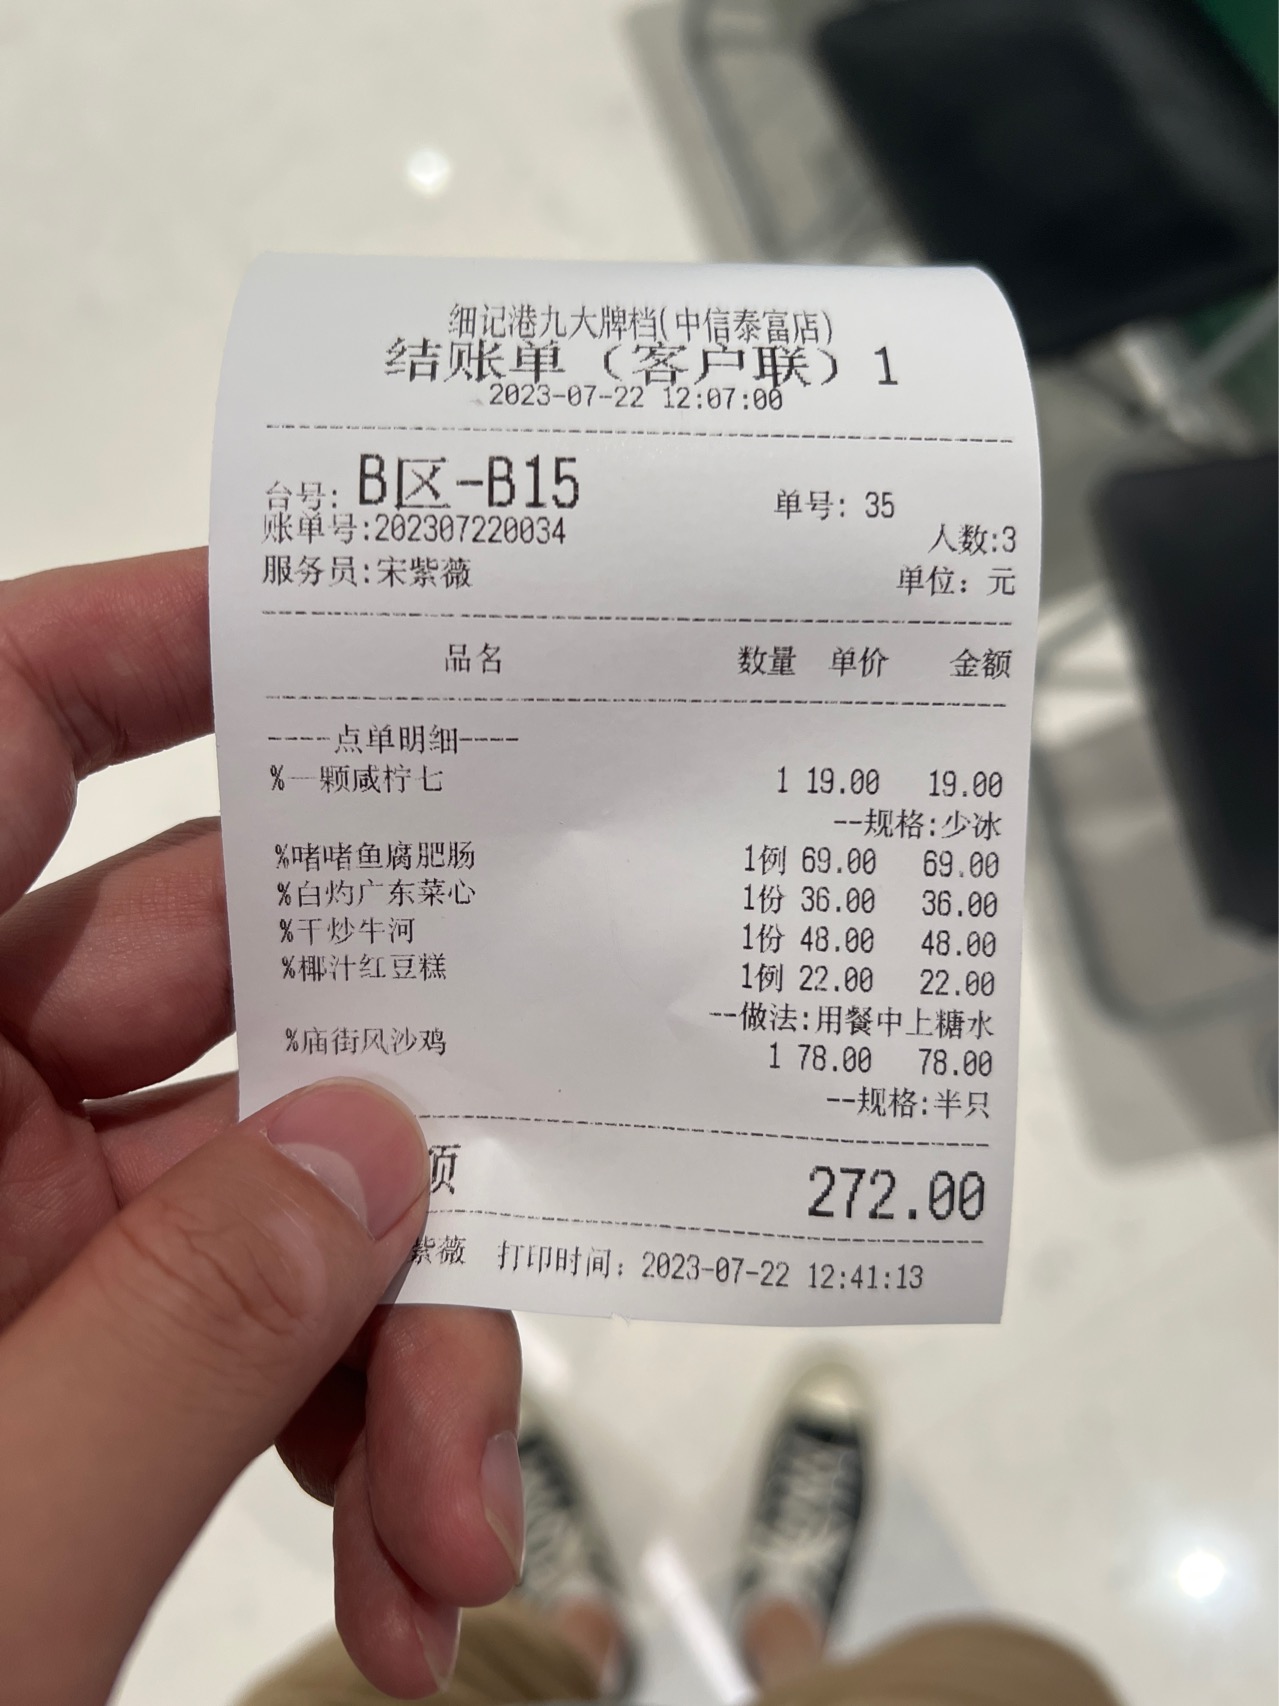 细记港九大牌档(中信泰富店)
结账单（客户联）1
2023-07-22 12:07:00
台号: B区-B15 单号: 35
账单号:202307220034 人数:3
服务员:宋紫薇 单位: 元
品名 数量 单价 金额
----点单明细----
%一颗咸柠七 1 19.00 19.00
--规格:少冰
%啫啫鱼腐肥肠 1例 69.00 69.00
%白灼广东菜心 1份 36.00 36.00
%干炒牛河 1份 48.00 48.00
%椰汁红豆糕 1例 22.00 22.00
--做法:用餐中上糖水
%庙街风沙鸡 1 78.00 78.00
--规格:半只
272.00
紫薇 打印时间: 2023-07-22 12:41:13